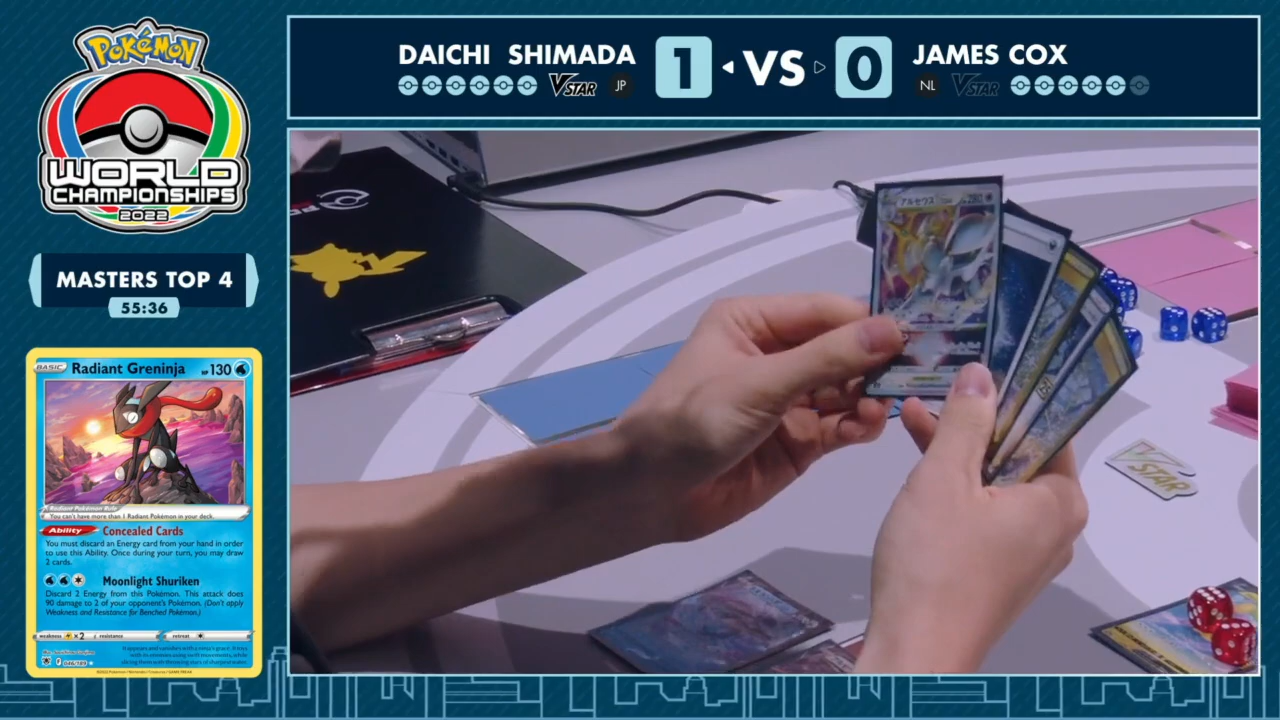 Pokémon
WORLD
CHAMPIONSHIPS
2022
DAICHI SHIMADA
1
VS
0
JAMES COX
VSTAR
JP
NL
VSTAR
MASTERS TOP 4
55:36
BASIC
Radiant Greninja
HP 130
Radiant Pokémon Rule
You can't have more than 1 Radiant Pokémon in your deck.
Ability
Concealed Cards
You must discard an Energy card from your hand in order
to use this Ability. Once during your turn, you may draw
2 cards.
Moonlight Shuriken
Discard 2 Energy from this Pokémon. This attack does
90 damage to 2 of your opponent's Pokémon. (Don't apply
Weakness and Resistance for Benched Pokémon.)
weakness
×2
resistance
retreat
046/189
アルセウス
280
VSTAR